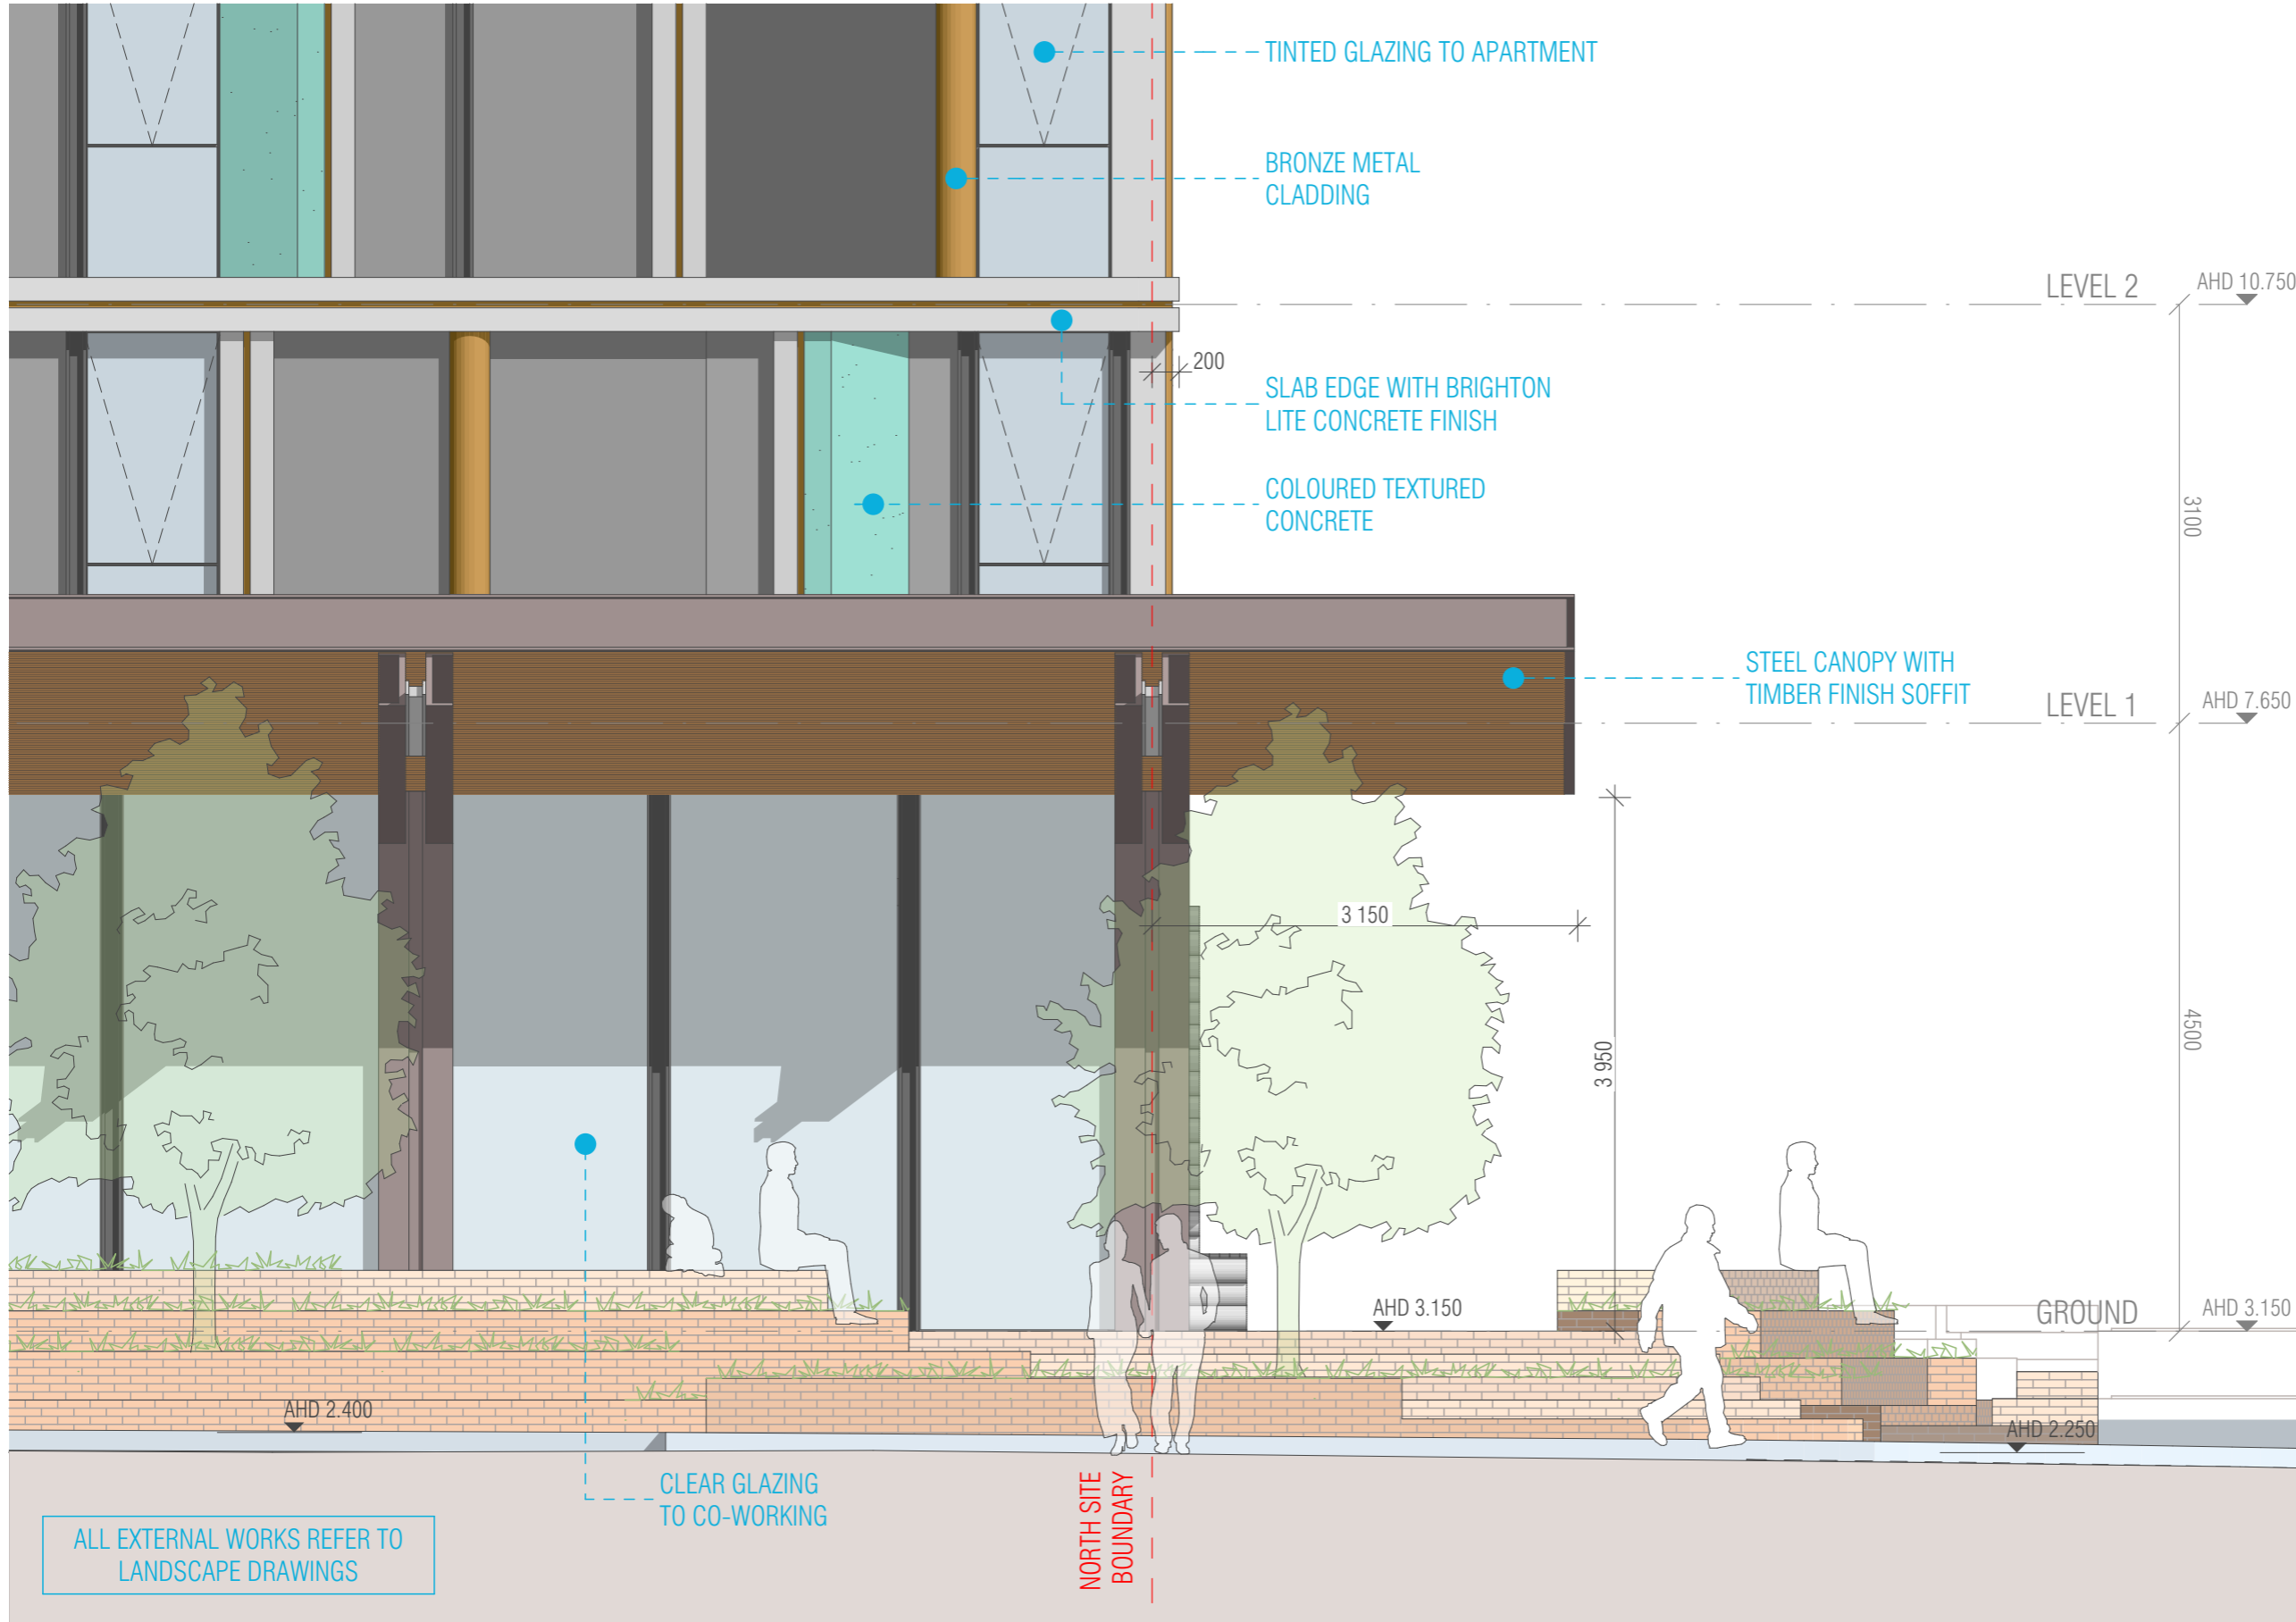 TINTED GLAZING TO APARTMENT
BRONZE METAL
CLADDING
LEVEL 2
AHD 10.750
200
SLAB EDGE WITH BRIGHTON
LITE CONCRETE FINISH
COLOURED TEXTURED
CONCRETE
3100
STEEL CANOPY WITH
TIMBER FINISH SOFFIT
LEVEL 1
AHD 7.650
3 150
3 950
4500
AHD 3.150
GROUND
AHD 3.150
AHD 2.400
AHD 2.250
CLEAR GLAZING
TO CO-WORKING
NORTH SITE
BOUNDARY
ALL EXTERNAL WORKS REFER TO
LANDSCAPE DRAWINGS